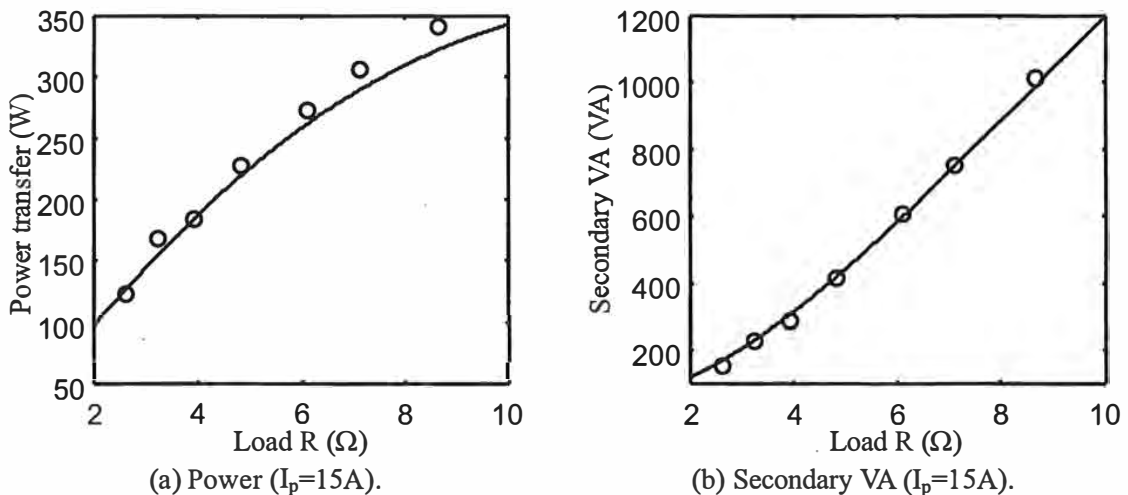 350
300
250
200
150
100
50
Power transfer (W)
2 4 6 8 10
Load R (Ω)
(a) Power (Iₚ=15A).
1200
1000
800
600
400
200
Secondary VA (VA)
2 4 6 8 10
Load R (Ω)
(b) Secondary VA (Iₚ=15A).